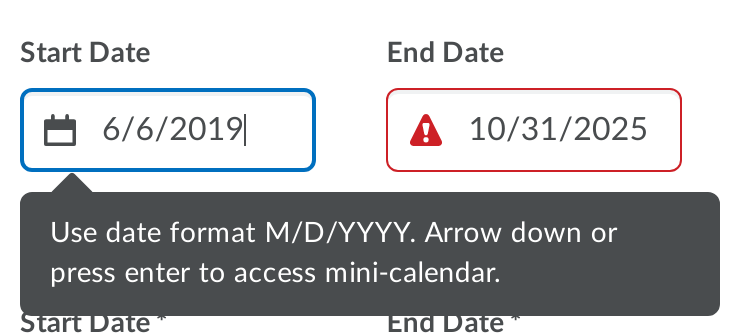 Start Date
End Date
6/6/2019
10/31/2025
Use date format M/D/YYYY. Arrow down or
press enter to access mini-calendar.
Start Date *
End Date *